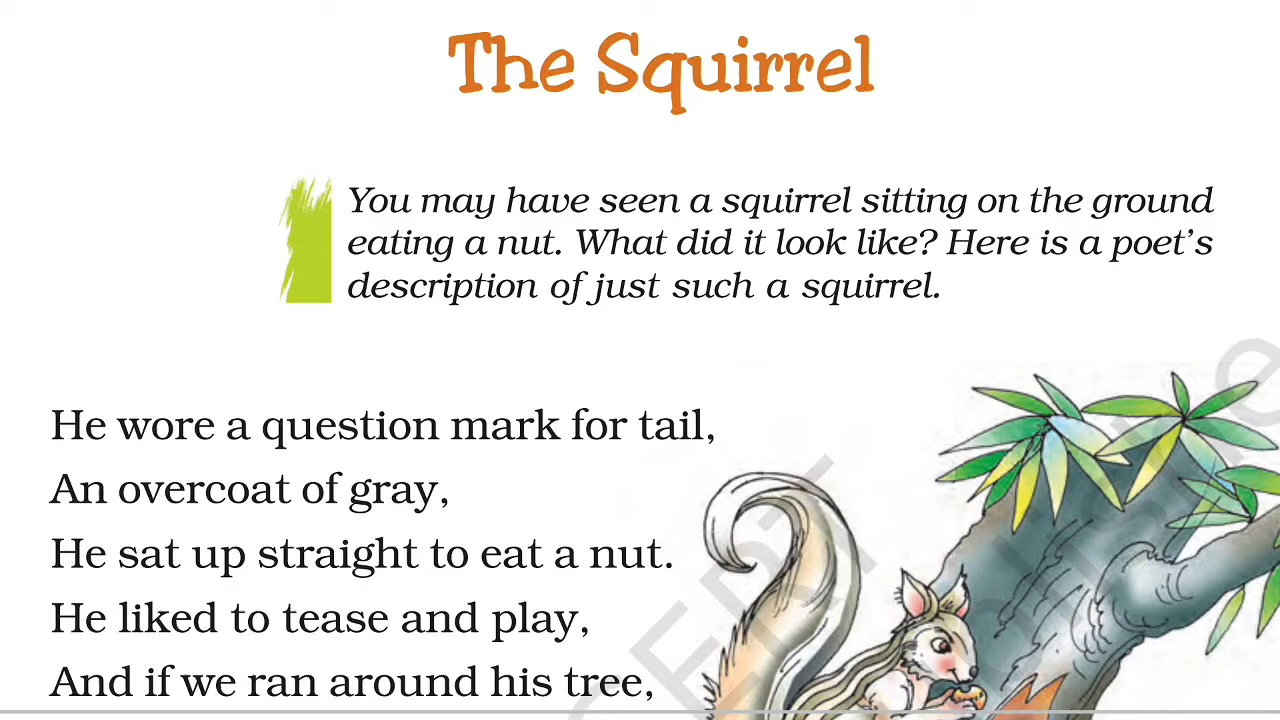 The Squirrel
You may have seen a squirrel sitting on the ground
eating a nut. What did it look like? Here is a poet's
description of just such a squirrel.
He wore a question mark for tail,
An overcoat of gray,
He sat up straight to eat a nut.
He liked to tease and play,
And if we ran around his tree,